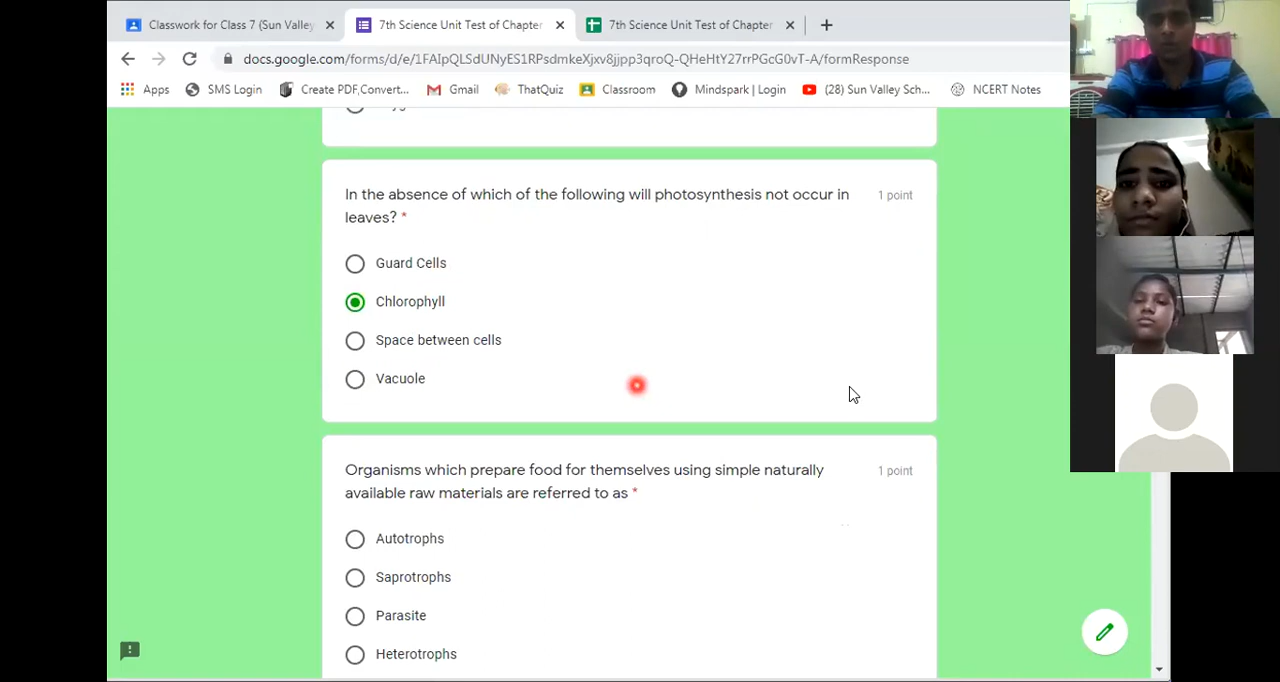 Classwork for Class 7 (Sun Valley
7th Science Unit Test of Chapter
7th Science Unit Test of Chapter
docs.google.com/forms/d/e/1FAIpQLSdUNyES1RPsdmkeXjxv8jjpp3qroQ-QHeHtY27rrPGcG0vT-A/formResponse
Apps SMS Login Create PDF,Convert... Gmail ThatQuiz Classroom Mindspark | Login (28) Sun Valley Sch... NCERT Notes
In the absence of which of the following will photosynthesis not occur in 1 point
leaves? *
Guard Cells
Chlorophyll
Space between cells
Vacuole
Organisms which prepare food for themselves using simple naturally 1 point
available raw materials are referred to as *
Autotrophs
Saprotrophs
Parasite
Heterotrophs